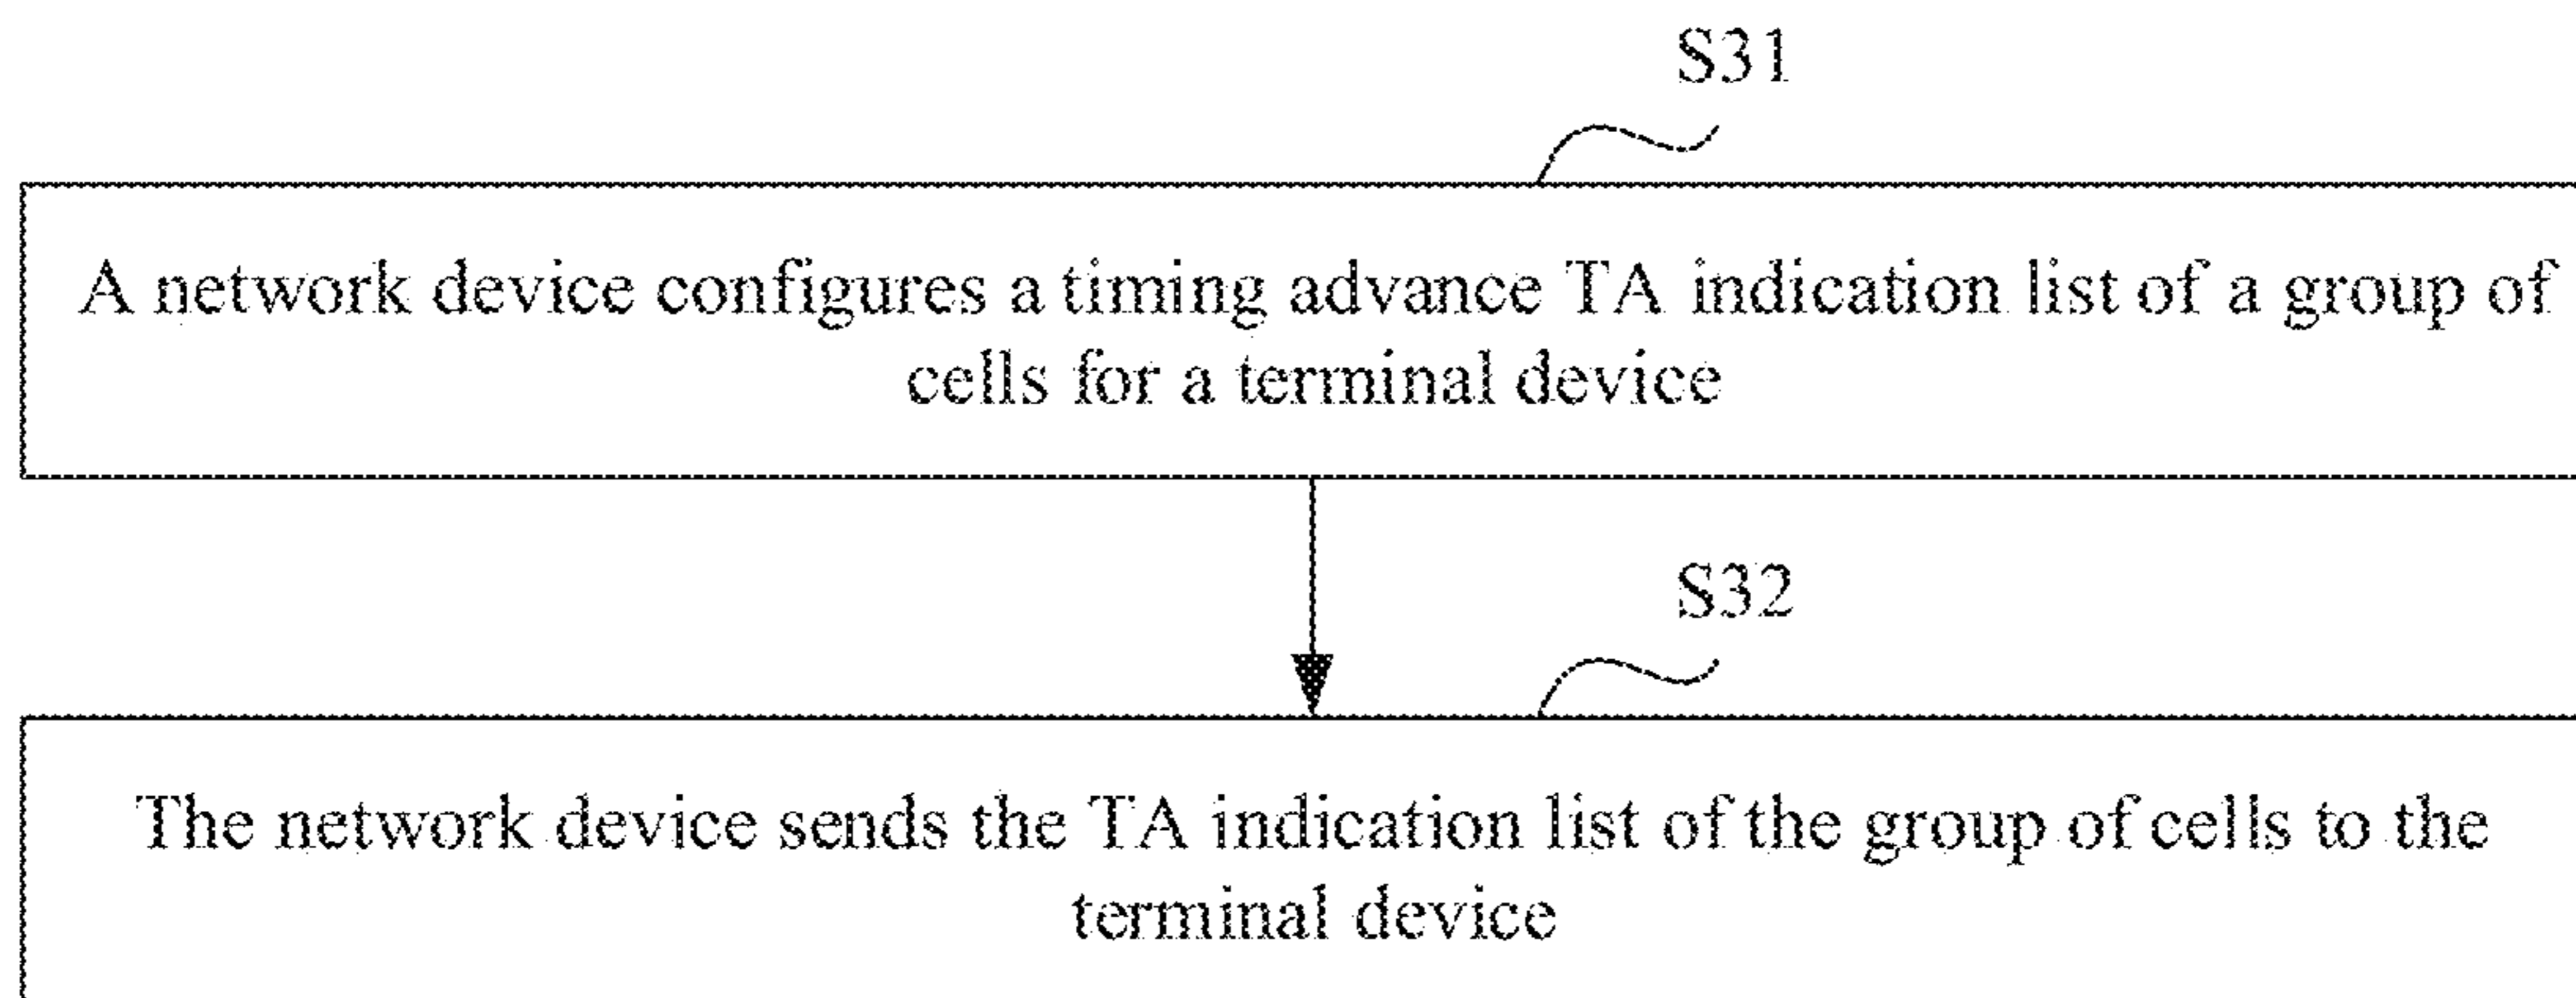 S31
A network device configures a timing advance TA indication list of a group of
cells for a terminal device
S32
The network device sends the TA indication list of the group of cells to the
terminal device